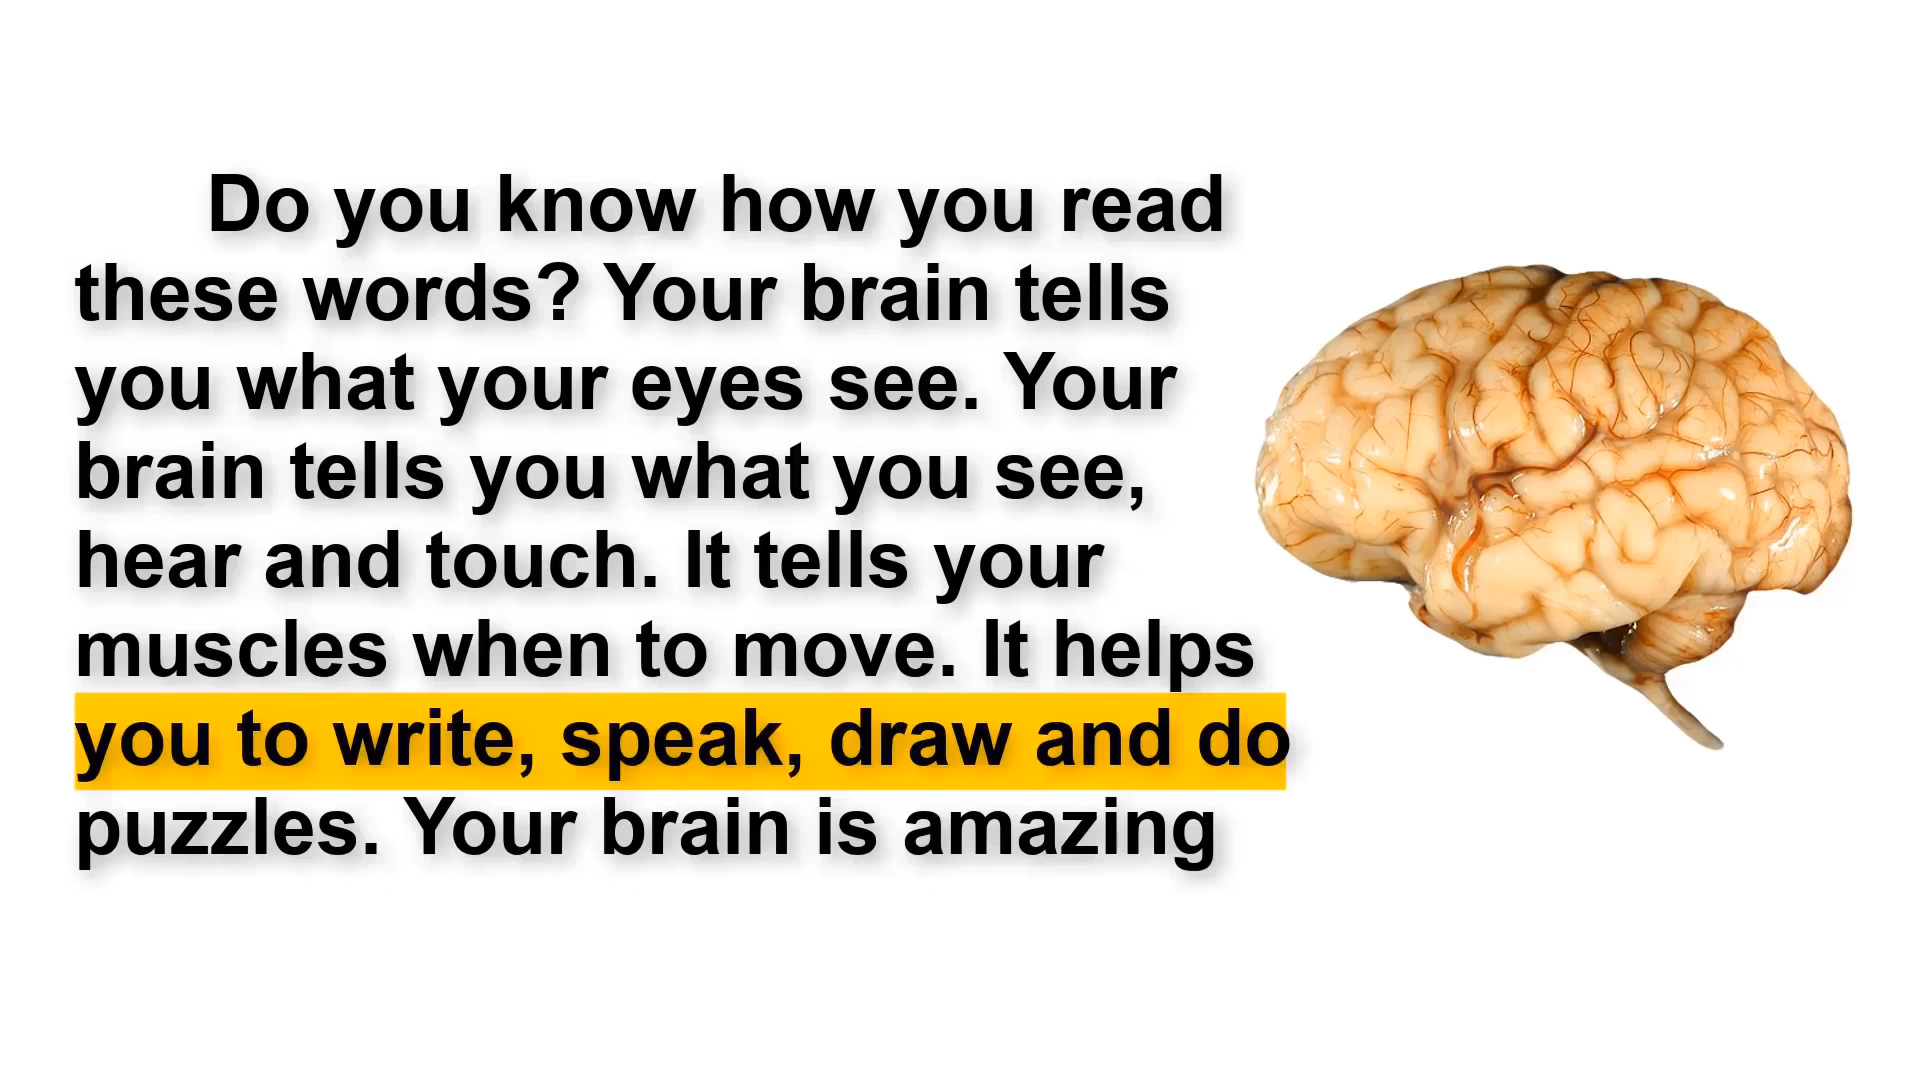 Do you know how you read
these words? Your brain tells
you what your eyes see. Your
brain tells you what you see,
hear and touch. It tells your
muscles when to move. It helps
you to write, speak, draw and do
puzzles. Your brain is amazing